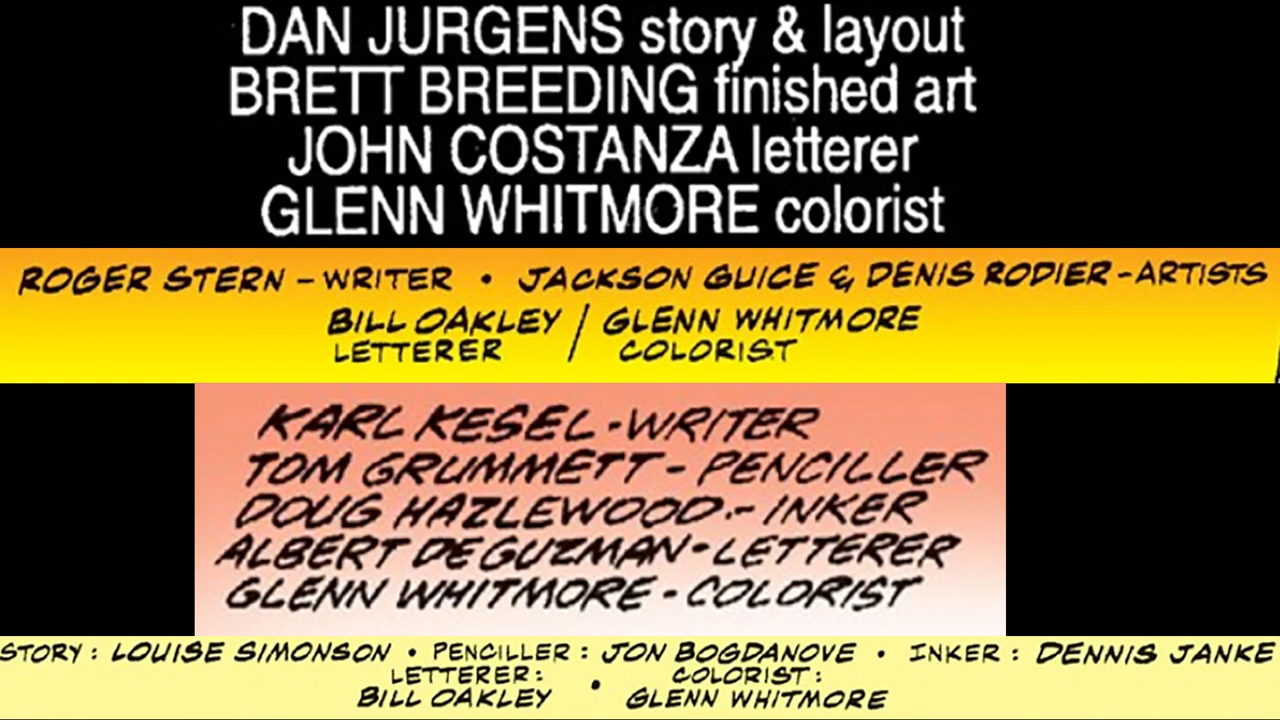 DAN JURGENS story & layout
BRETT BREEDING finished art
JOHN COSTANZA letterer
GLENN WHITMORE colorist
ROGER STERN - WRITER • JACKSON GUICE & DENIS RODIER - ARTISTS
BILL OAKLEY / GLENN WHITMORE
LETTERER COLORIST
KARL KESEL - WRITER
TOM GRUMMETT - PENCILLER
DOUG HAZLEWOOD - INKER
ALBERT DE GUZMAN - LETTERER
GLENN WHITMORE - COLORIST
STORY : LOUISE SIMONSON • PENCILLER : JON BOGDANOVE • INKER : DENNIS JANKE
LETTERER : • COLORIST :
BILL OAKLEY GLENN WHITMORE